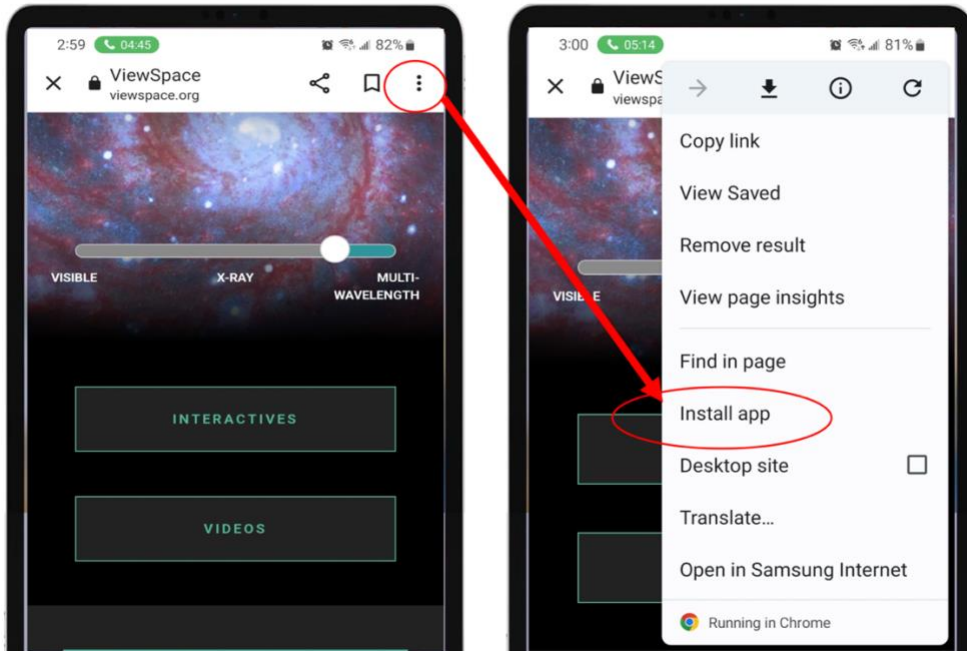 2:59 04:45 82%
ViewSpace
viewspace.org
VISIBLE X-RAY MULTI-
WAVELENGTH
INTERACTIVES
VIDEOS
3:00 05:14 81%
ViewS
viewspa
VISIBLE
Copy link
View Saved
Remove result
View page insights
Find in page
Install app
Desktop site
Translate…
Open in Samsung Internet
Running in Chrome